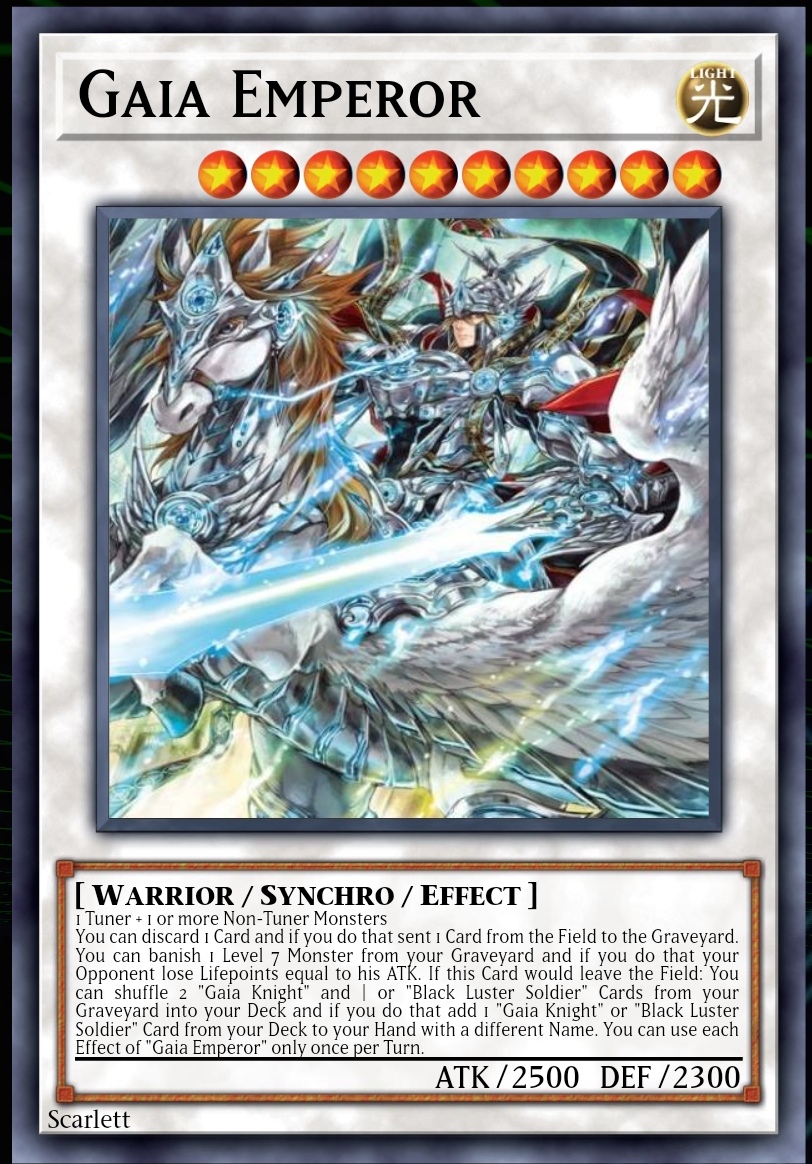 Gaia Emperor
LIGHT
光
[ Warrior / Synchro / Effect ]
1 Tuner + 1 or more Non-Tuner Monsters
You can discard 1 Card and if you do that sent 1 Card from the Field to the Graveyard.
You can banish 1 Level 7 Monster from your Graveyard and if you do that your
Opponent lose Lifepoints equal to his ATK. If this Card would leave the Field: You
can shuffle 2 "Gaia Knight" and | or "Black Luster Soldier" Cards from your
Graveyard into your Deck and if you do that add 1 "Gaia Knight" or "Black Luster
Soldier" Card from your Deck to your Hand with a different Name. You can use each
Effect of "Gaia Emperor" only once per Turn.
ATK / 2500 DEF / 2300
Scarlett